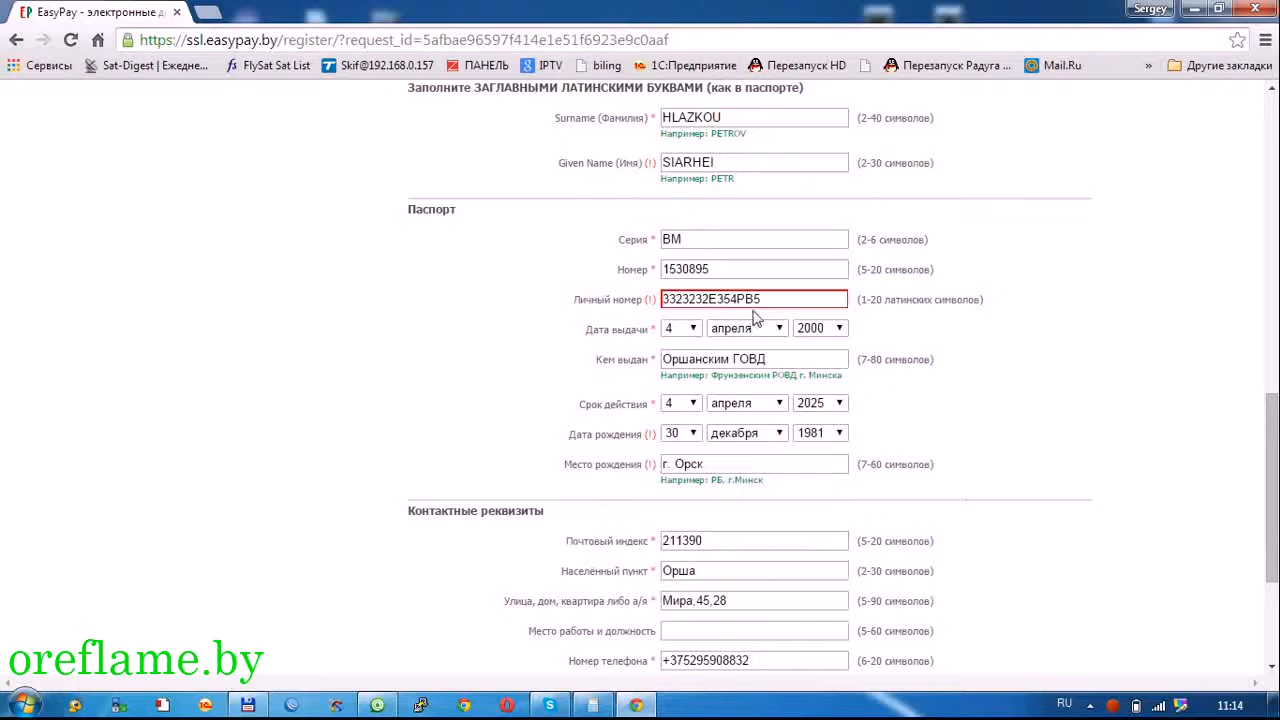 EasyPay - электронные д
Sergey
https://ssl.easypay.by/register/?request_id=5afbae96597f414e1e51f6923e9c0aaf
Сервисы Sat-Digest | Ежедне... FlySat Sat List Skif@192.168.0.157 ПАНЕЛЬ IPTV biling 1С:Предприятие Перезапуск HD Перезапуск Радуга ... Mail.Ru » Другие закладки
Заполните ЗАГЛАВНЫМИ ЛАТИНСКИМИ БУКВАМИ (как в паспорте)
Surname (Фамилия) * HLAZKOU (2-40 символов)
Например: PETROV
Given Name (Имя) (!) SIARHEI (2-30 символов)
Например: PETR
Паспорт
Серия * BM (2-6 символов)
Номер * 1530895 (5-20 символов)
Личный номер (!) 3323232E354PB5 (1-20 латинских символов)
Дата выдачи * 4 апреля 2000
Кем выдан * Оршанским ГОВД (7-80 символов)
Например: Фрунзенским РОВД г. Минска
Срок действия * 4 апреля 2025
Дата рождения (!) 30 декабря 1981
Место рождения (!) г. Орск (7-60 символов)
Например: РБ, г.Минск
Контактные реквизиты
Почтовый индекс * 211390 (5-20 символов)
Населённый пункт * Орша (2-30 символов)
Улица, дом, квартира либо а/я * Мира,45,28 (5-90 символов)
Место работы и должность (5-60 символов)
Номер телефона * +375295908832 (6-20 символов)
oreflame.by
RU 11:14